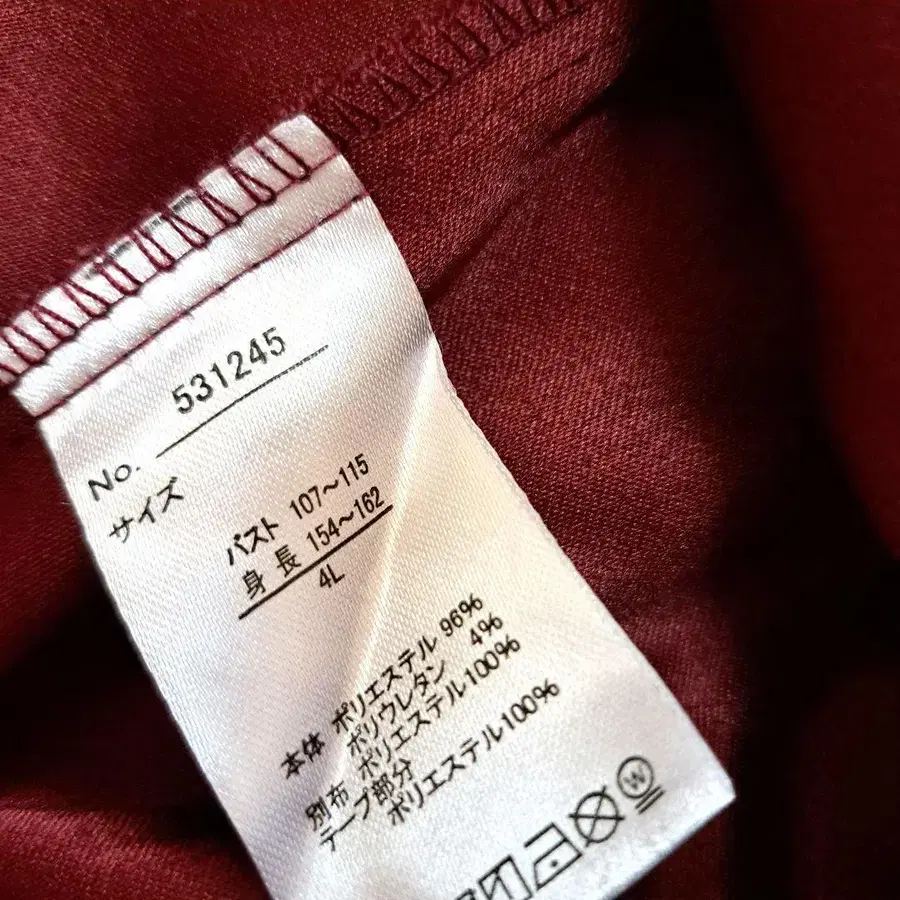 No. 531245
サイズ
バスト 107～115
身長 154～162
4L
本体 ポリエステル 96%
ポリウレタン 4%
別布 ポリエステル100%
テープ部分
ポリエステル100%
W